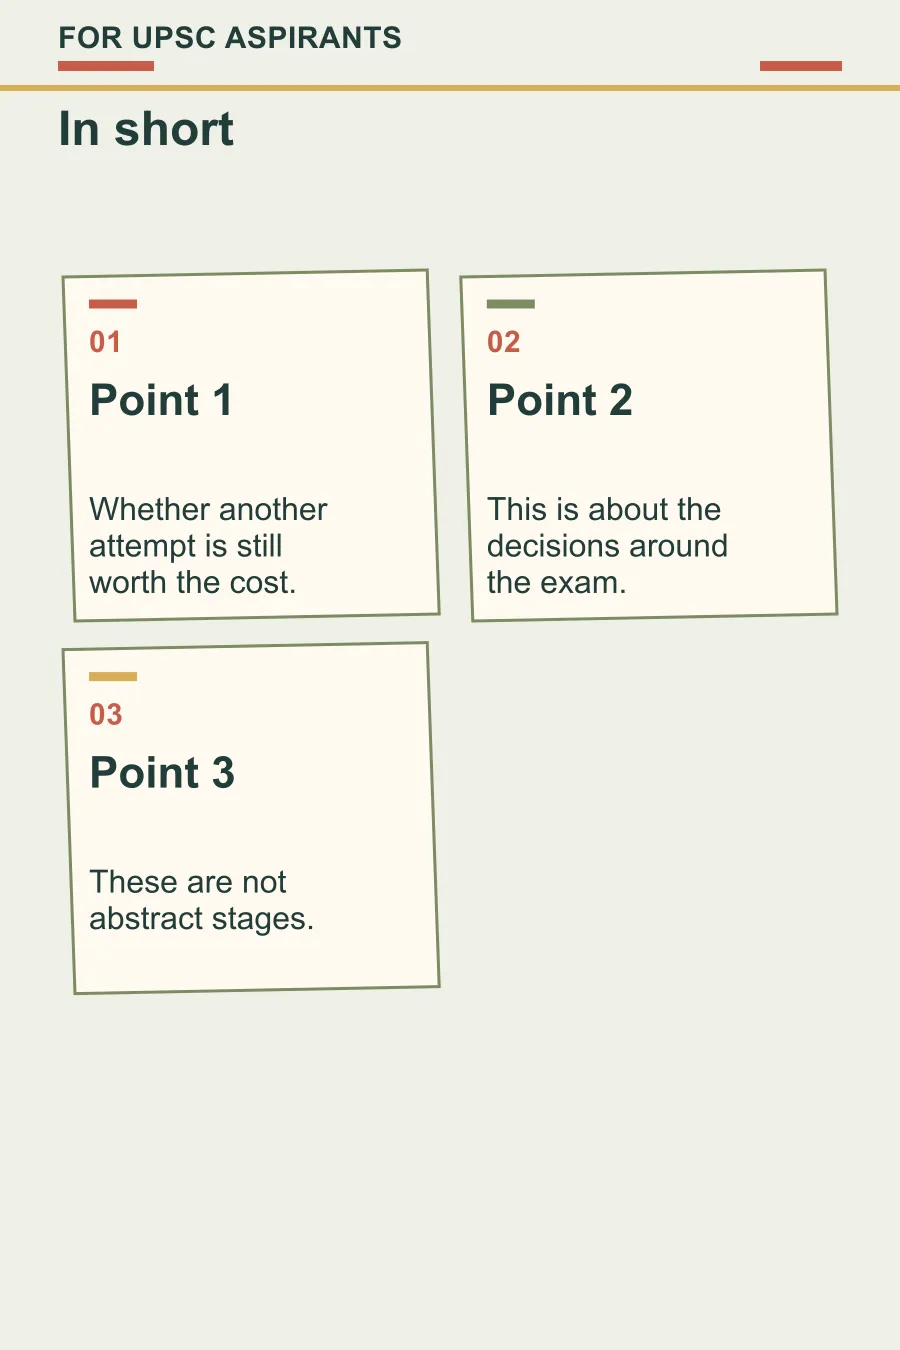 FOR UPSC ASPIRANTS
In short
01
Point 1
Whether another
attempt is still
worth the cost.
02
Point 2
This is about the
decisions around
the exam.
03
Point 3
These are not
abstract stages.